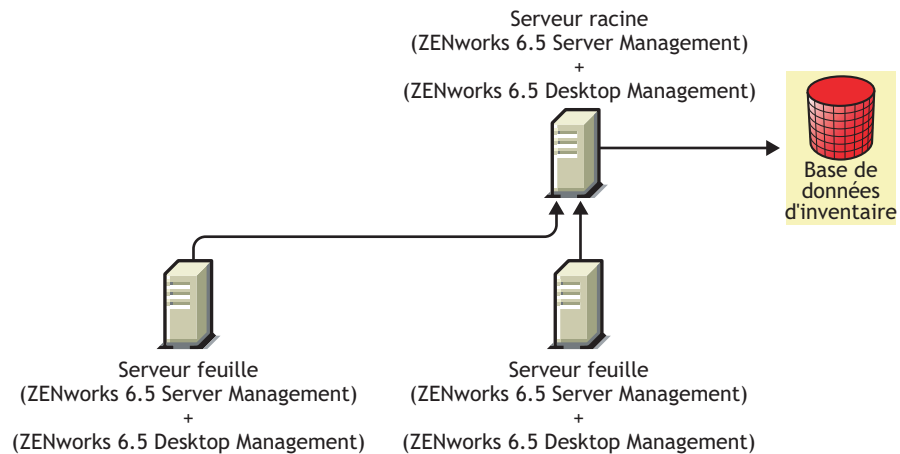 Serveur racine
(ZENworks 6.5 Server Management)
+
(ZENworks 6.5 Desktop Management)
Base de
données
d'inventaire
Serveur feuille
(ZENworks 6.5 Server Management)
+
(ZENworks 6.5 Desktop Management)
Serveur feuille
(ZENworks 6.5 Server Management)
+
(ZENworks 6.5 Desktop Management)